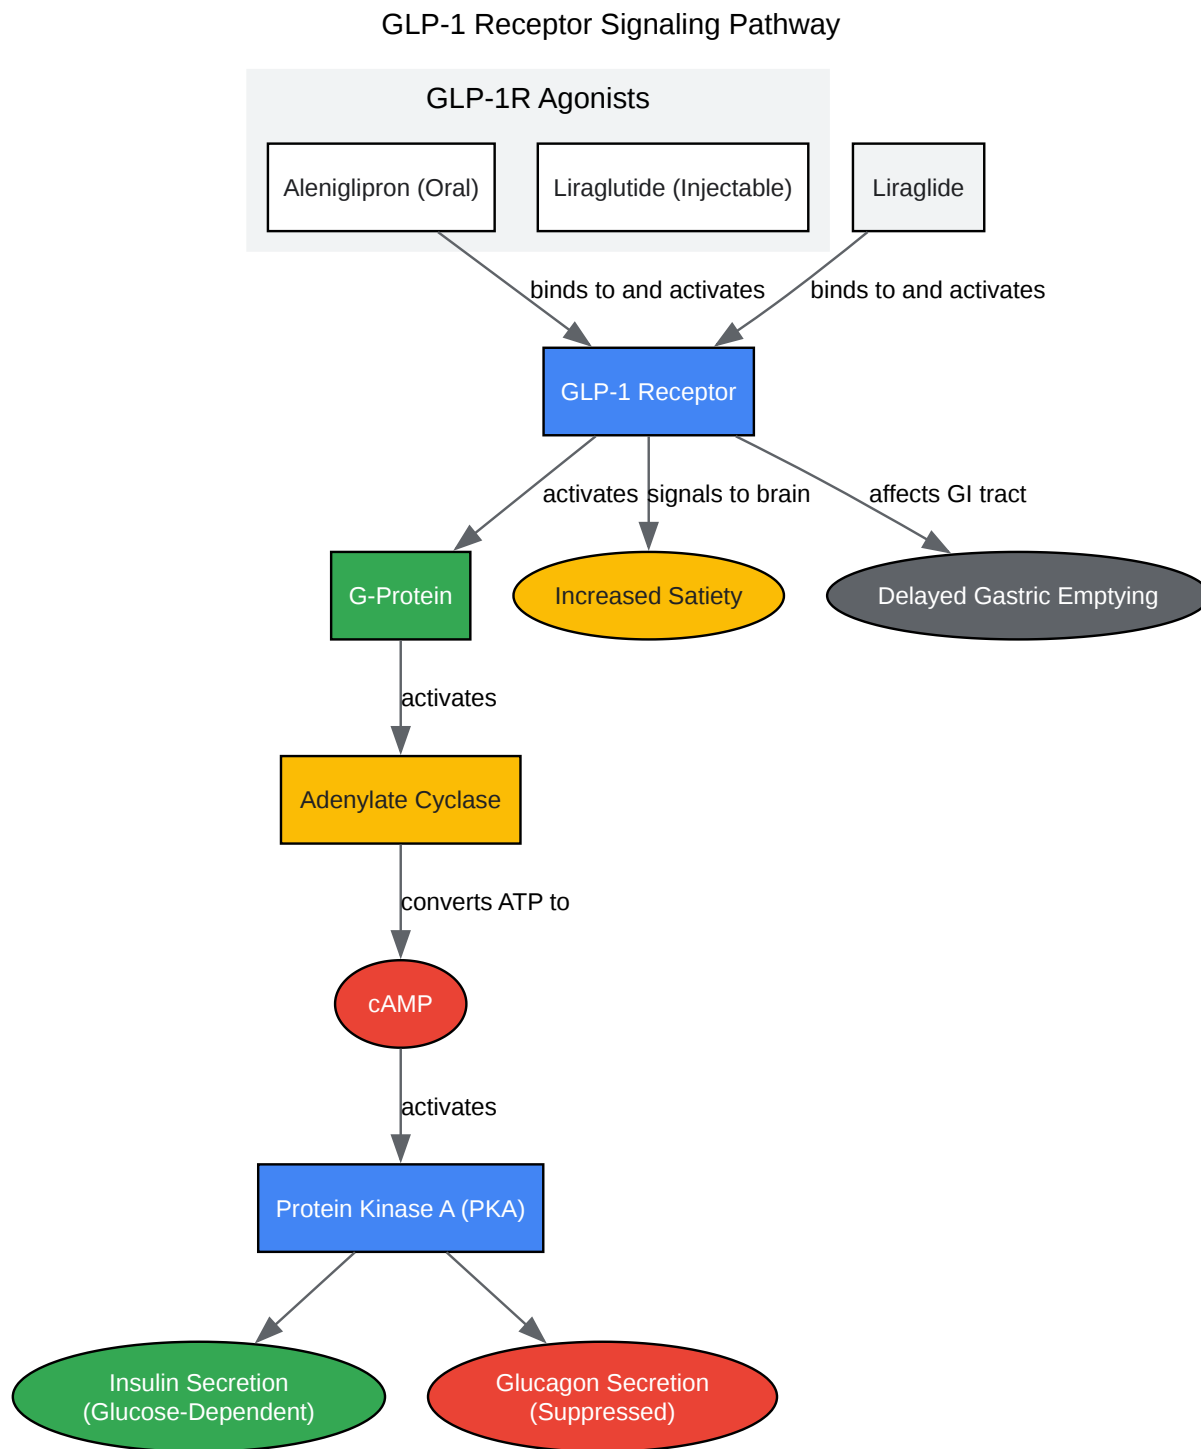 GLP-1 Receptor Signaling Pathway
GLP-1R Agonists
Aleniglipron (Oral)
Liraglutide (Injectable)
Liraglide
binds to and activates
binds to and activates
GLP-1 Receptor
activates
signals to brain
affects GI tract
G-Protein
Increased Satiety
Delayed Gastric Emptying
activates
Adenylate Cyclase
converts ATP to
cAMP
activates
Protein Kinase A (PKA)
Insulin Secretion
(Glucose-Dependent)
Glucagon Secretion
(Suppressed)